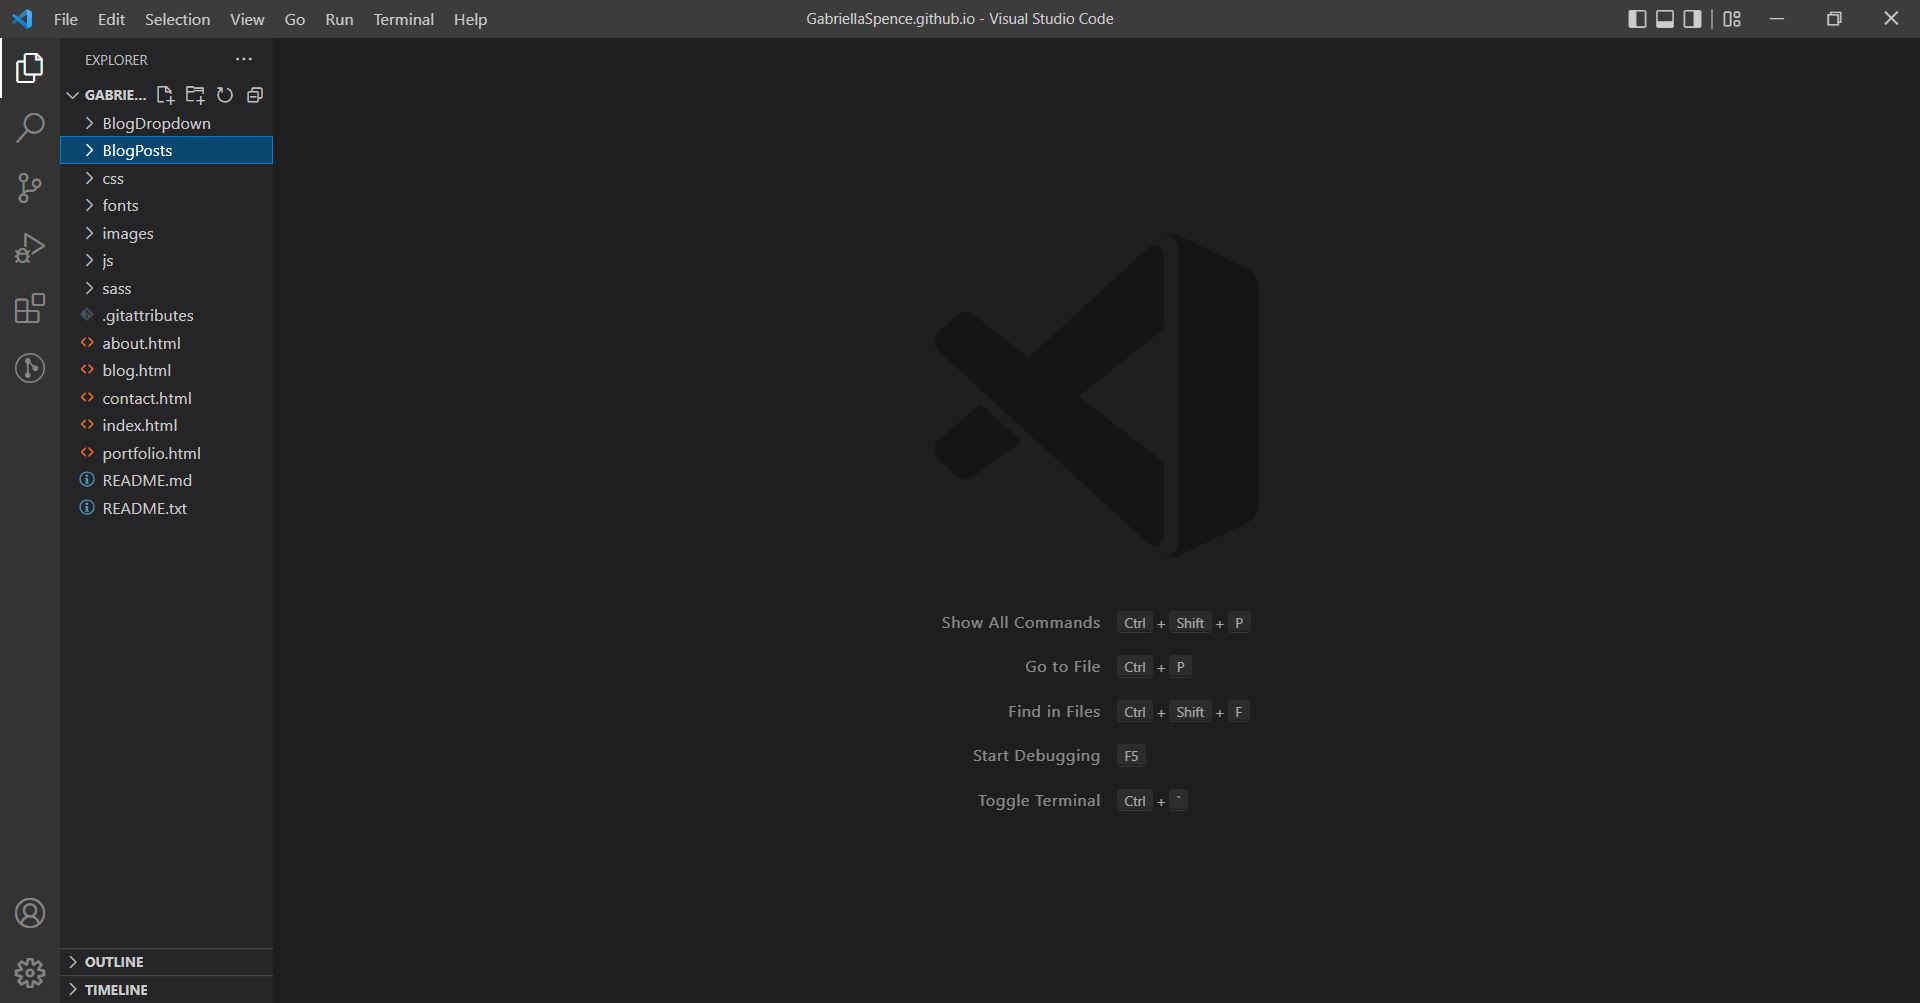 File Edit Selection View Go Run Terminal Help
GabriellaSpence.github.io - Visual Studio Code
EXPLORER
GABRIE...
BlogDropdown
BlogPosts
css
fonts
images
js
sass
.gitattributes
about.html
blog.html
contact.html
index.html
portfolio.html
README.md
README.txt
Show All Commands Ctrl + Shift + P
Go to File Ctrl + P
Find in Files Ctrl + Shift + F
Start Debugging F5
Toggle Terminal Ctrl + `
OUTLINE
TIMELINE